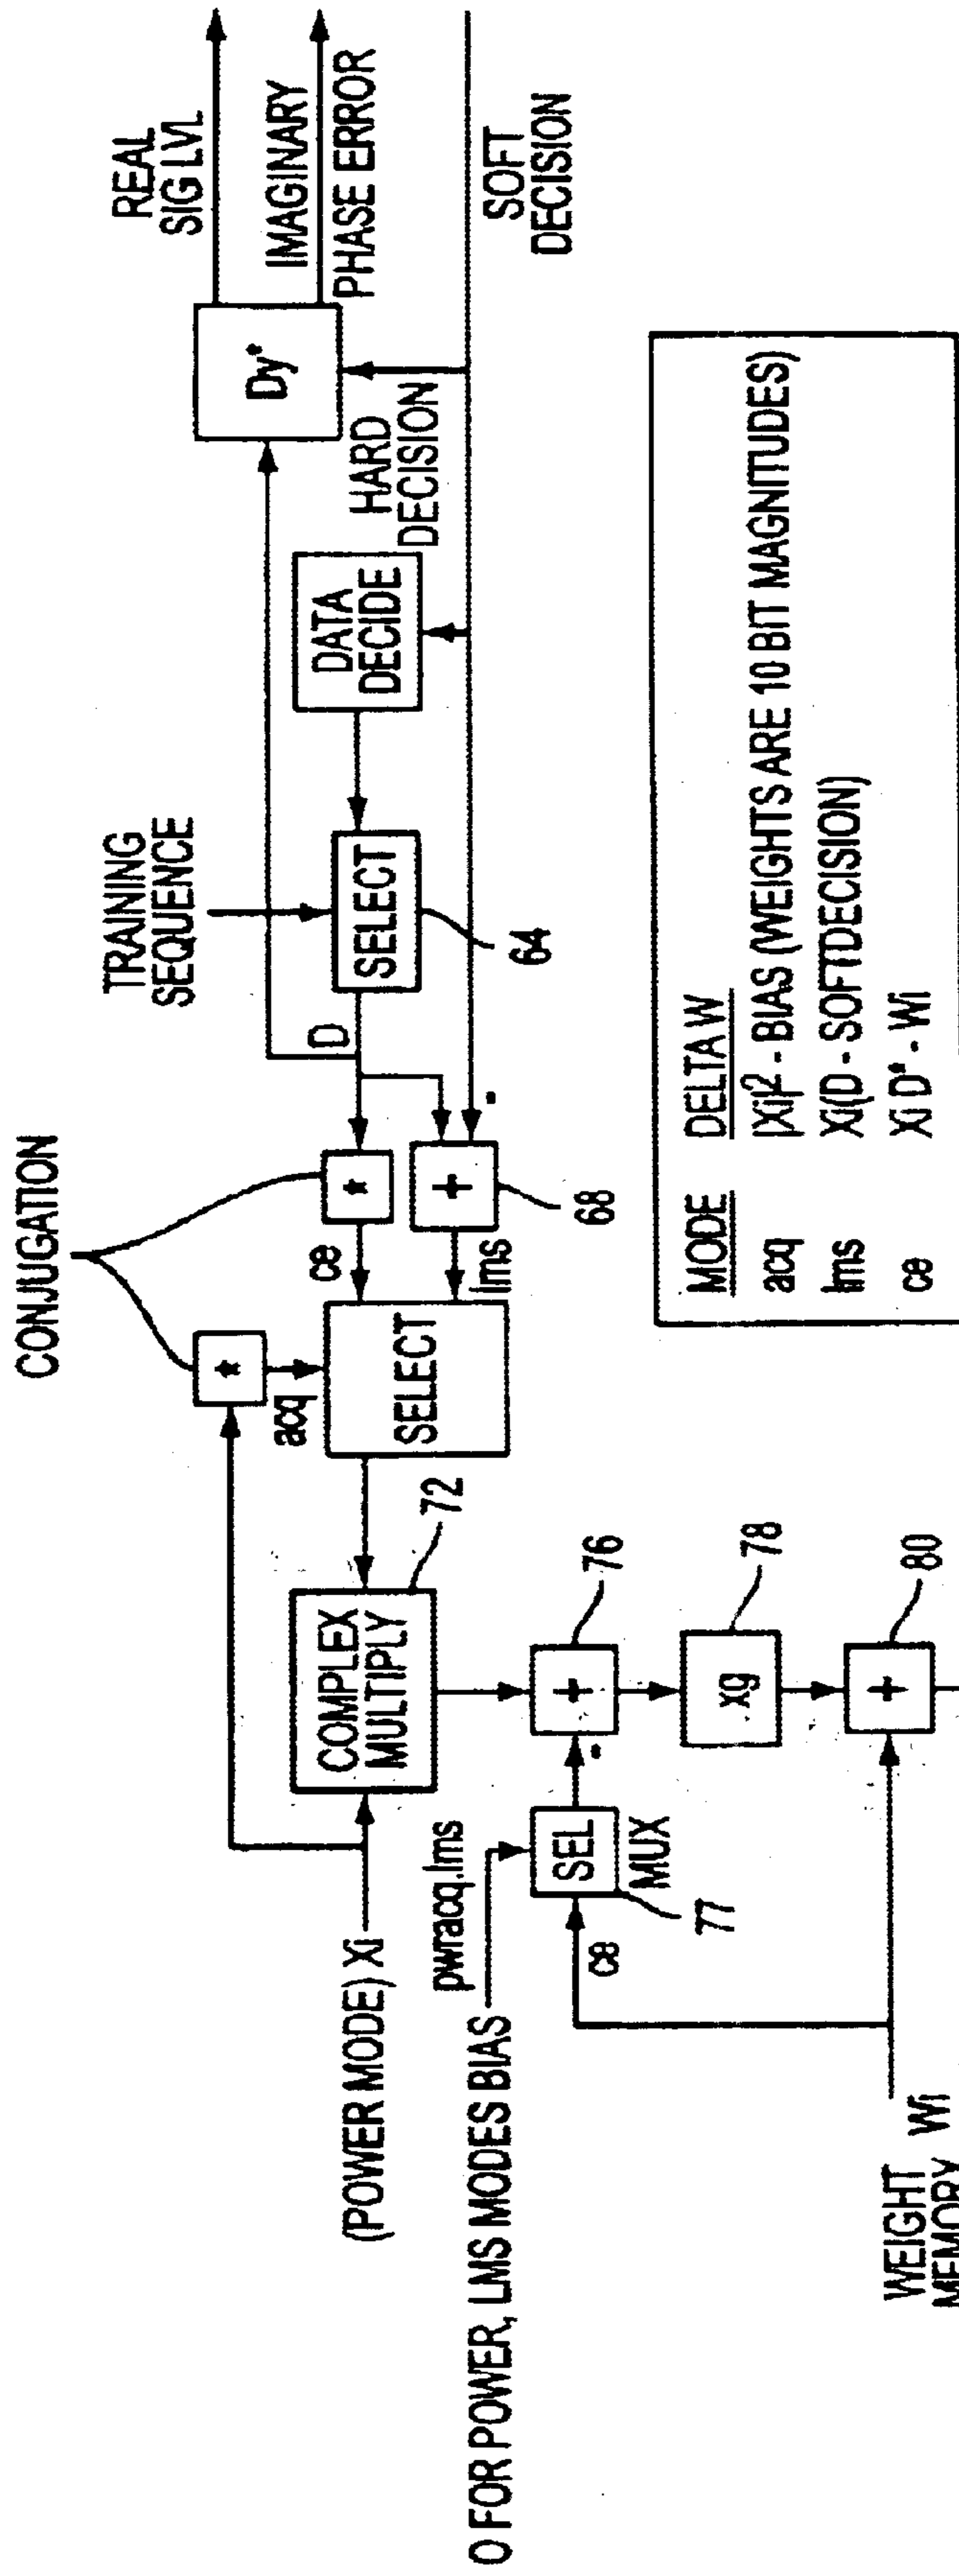 CONJUGATION
TRAINING
SEQUENCE
REAL
SIG LVL
IMAGINARY
PHASE ERROR
*
acq
(POWER MODE) Xi
COMPLEX
MULTIPLY
72
SELECT
ce
lms
*
D
SELECT
64
DATA
DECIDE
HARD
DECISION
Dy*
SOFT
DECISION
+
-
68
O FOR POWER, LMS MODES BIAS
pwracq.lms
SEL
MUX
77
ce
-
+
76
xg
78
+
80
WEIGHT
MEMORY
Wi
MODE DELTA W
acq |Xi|2 - BIAS (WEIGHTS ARE 10 BIT MAGNITUDES)
lms Xi(D - SOFTDECISION)
ce Xi D* - Wi